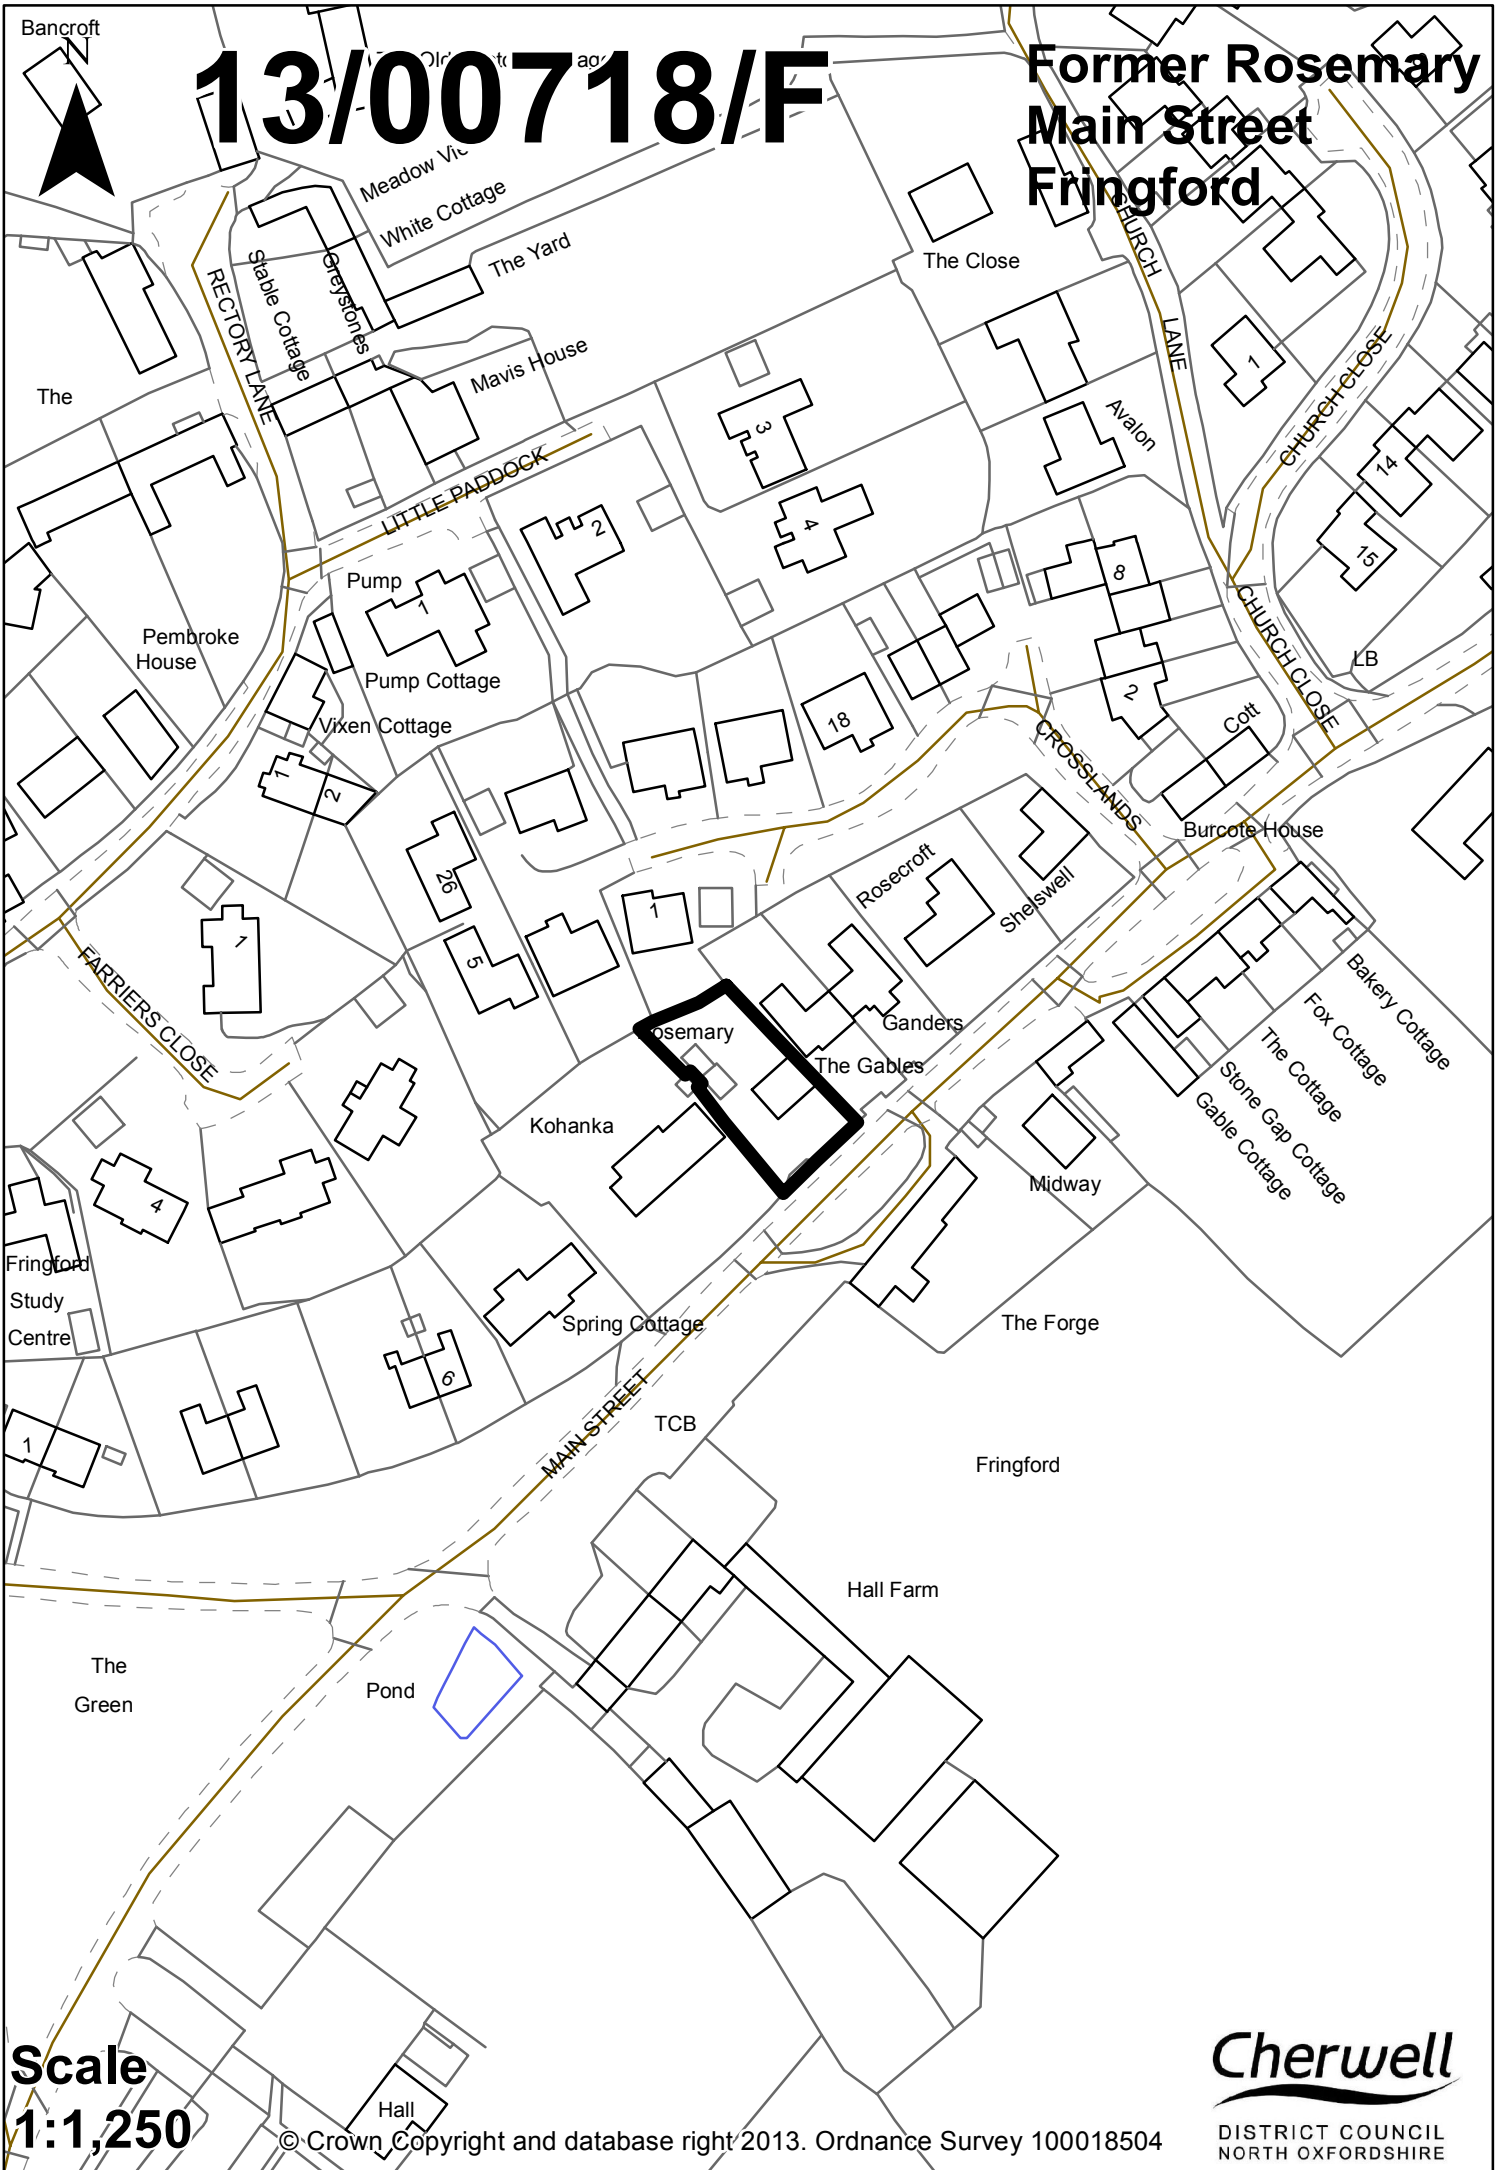 Bancroft
N
13/00718/F
Former Rosemary
Main Street
Fringford
Meadow
White Cottage
The Yard
Stable Cottage
Greystones
RECTORY LANE
Mavis House
The
The Close
CHURCH
LANE
CHURCH CLOSE
1
Avalon
3
4
14
15
LITTLE PADDOCK
2
Pump
1
8
Pembroke
House
Pump Cottage
Vixen Cottage
CHURCH CLOSE
LB
2
Cott
18
CROSSLANDS
1
2
Burcote House
26
Rosecroft
Shelswell
1
1
5
FARRIERS CLOSE
Bakery Cottage
Fox Cottage
The Cottage
Stone Gap Cottage
Gable Cottage
Ganders
Rosemary
The Gables
Kohanka
Midway
4
Fringford
Study
Centre
Spring Cottage
The Forge
6
MAIN STREET
TCB
1
Fringford
Hall Farm
The
Green
Pond
Scale
1:1,250
Hall
© Crown Copyright and database right 2013. Ordnance Survey 100018504
Cherwell
DISTRICT COUNCIL
NORTH OXFORDSHIRE